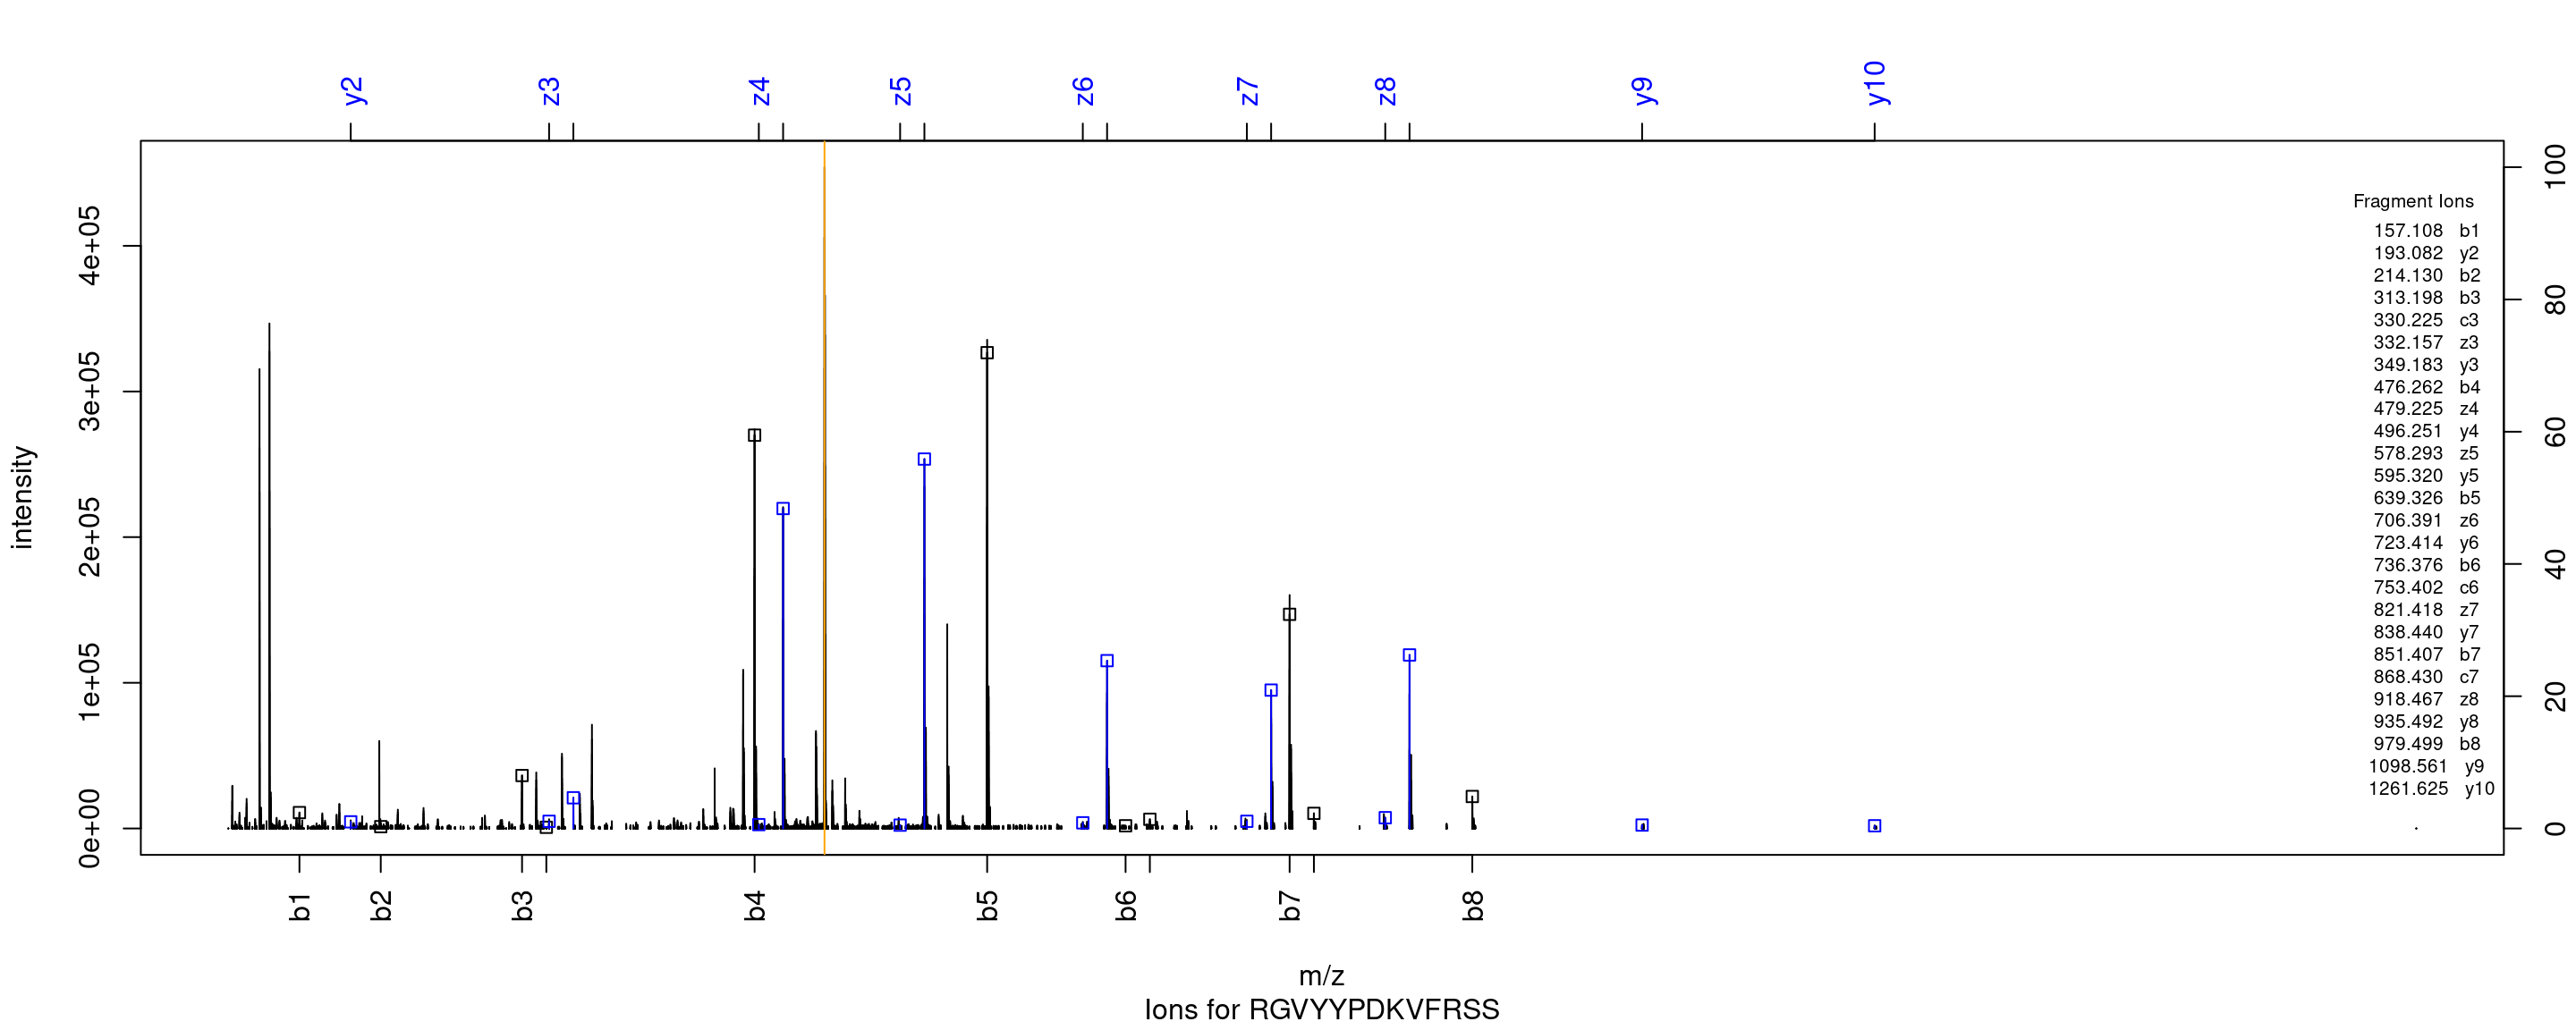 y2 z3 z4 z5 z6 z7 z8 y9 y10
intensity
0e+00 1e+05 2e+05 3e+05 4e+05
0 20 40 60 80 100
Fragment Ions
157.108 b1
193.082 y2
214.130 b2
313.198 b3
330.225 c3
332.157 z3
349.183 y3
476.262 b4
479.225 z4
496.251 y4
578.293 z5
595.320 y5
639.326 b5
706.391 z6
723.414 y6
736.376 b6
753.402 c6
821.418 z7
838.440 y7
851.407 b7
868.430 c7
918.467 z8
935.492 y8
979.499 b8
1098.561 y9
1261.625 y10
b1 b2 b3 b4 b5 b6 b7 b8
m/z
Ions for RGVYYPDKVFRSS